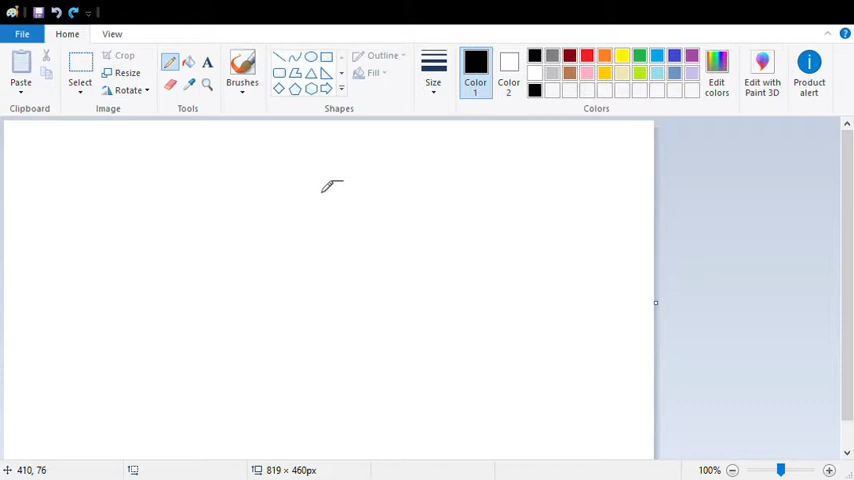 File Home View
Paste
Clipboard
Select
Crop
Resize
Rotate
Image
A
Tools
Brushes
Shapes
Outline
Fill
Size
Color
1
Color
2
Colors
Edit
colors
Edit with
Paint 3D
Product
alert
410, 76
819 × 460px
100%